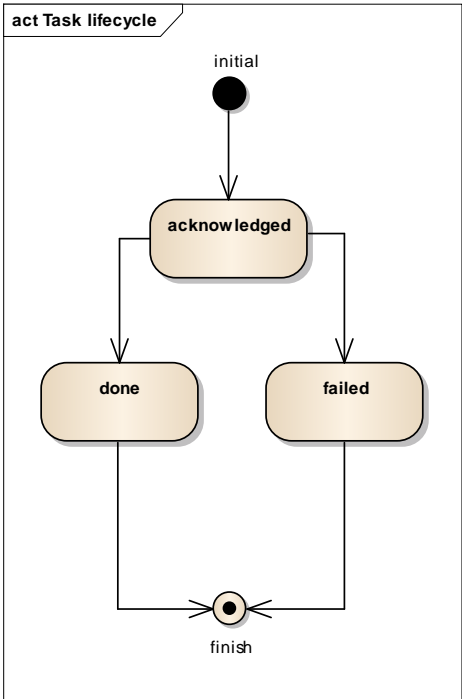 act Task lifecycle
initial
acknowledged
done
failed
finish